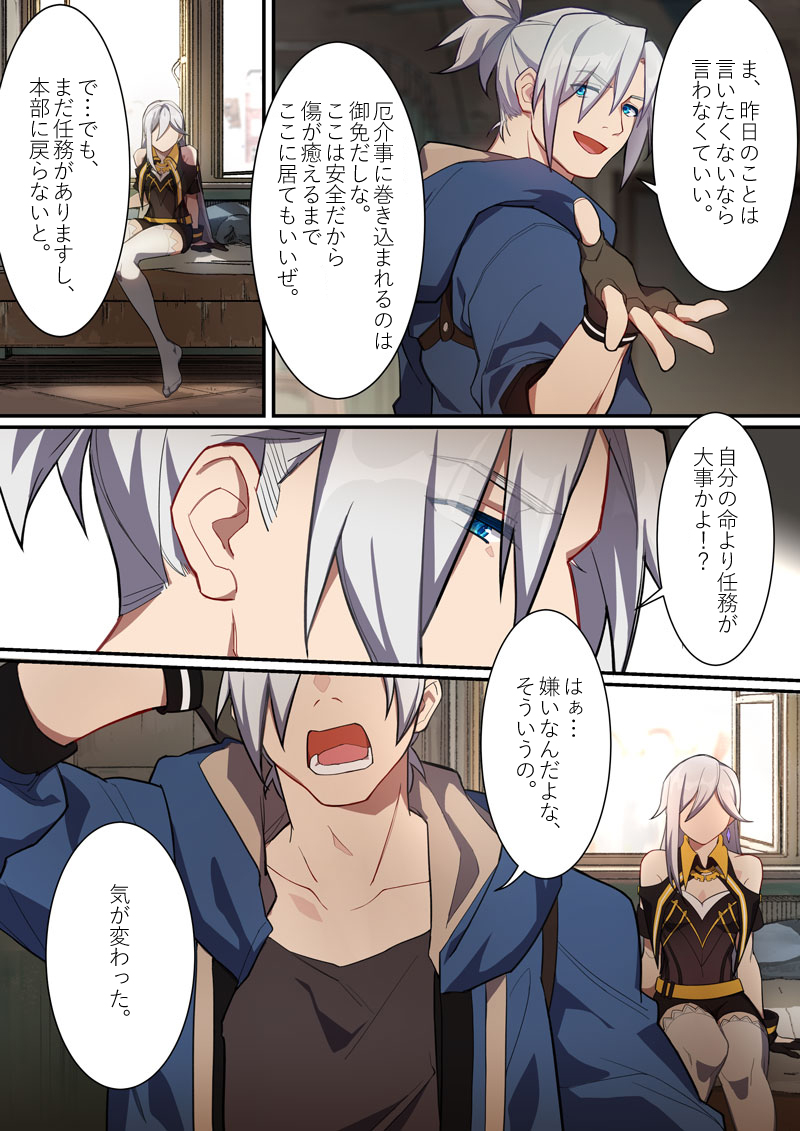 ま、昨日のことは
言いたくないなら
言わなくていい。
厄介事に巻き込まれるのは
御免だしな。
ここは安全だから
傷が癒えるまで
ここに居てもいいぜ。
で…でも、
まだ任務がありますし、
本部に戻らないと。
自分の命より任務が
大事かよ！？
はぁ…
嫌いなんだよな、
そういうの。
気が変わった。